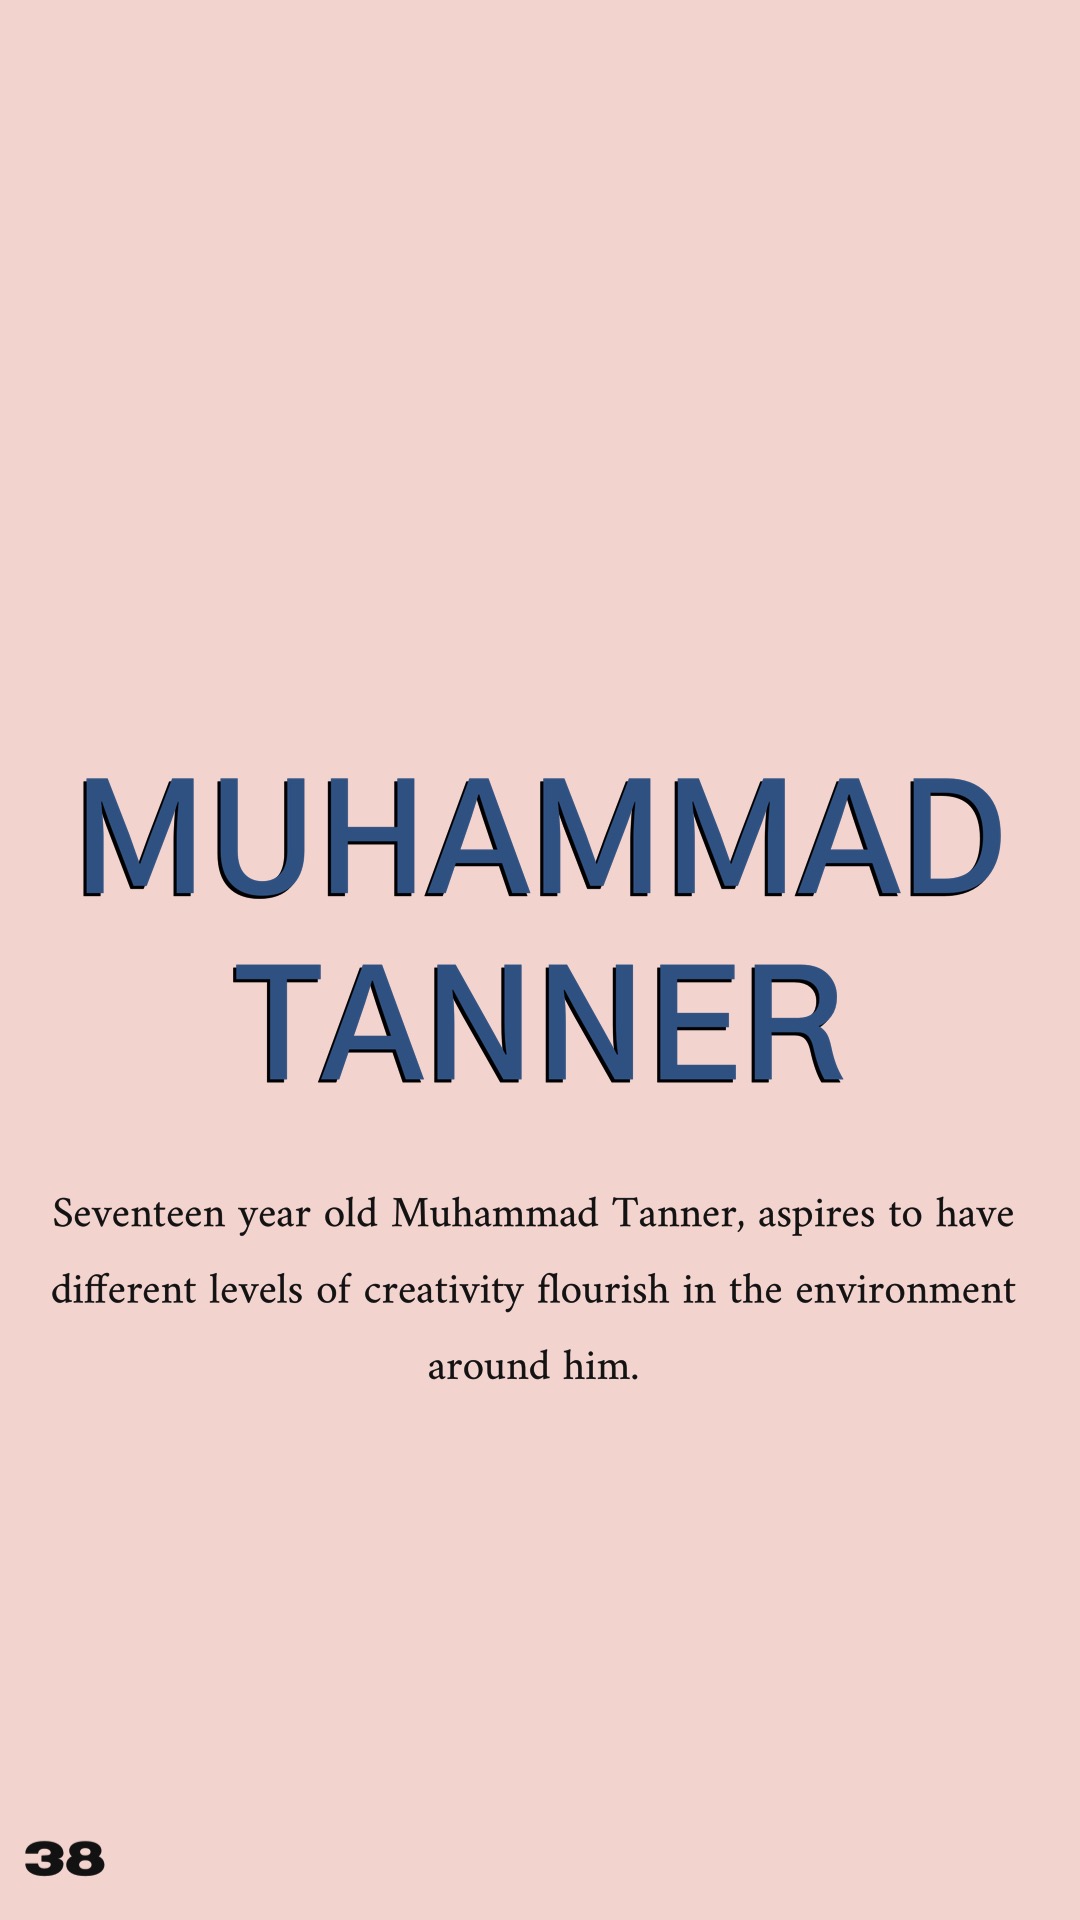 MUHAMMAD
TANNER
Seventeen year old Muhammad Tanner, aspires to have
different levels of creativity flourish in the environment
around him.
38